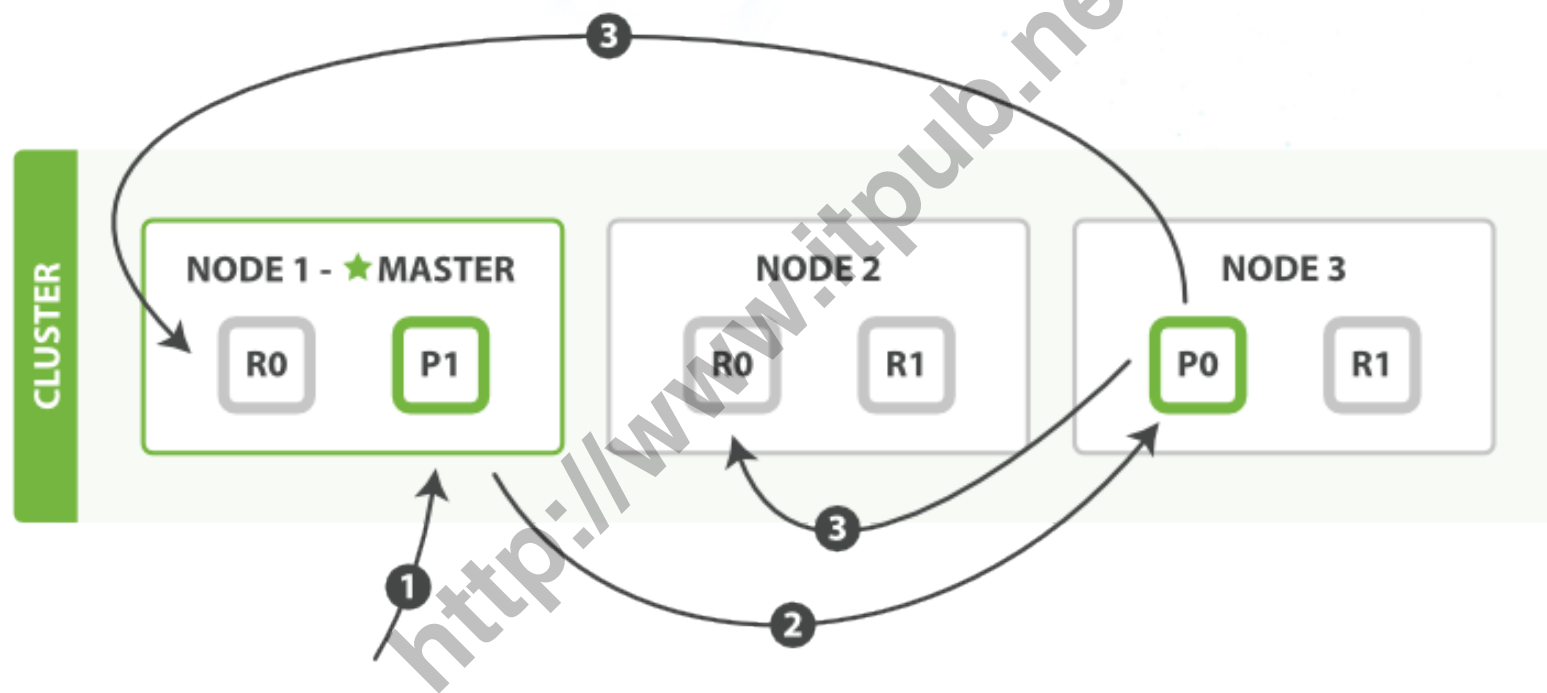 3
CLUSTER
NODE 1 - ★ MASTER
R0
P1
NODE 2
R0
R1
NODE 3
P0
R1
3
1
2
http://www.itpub.ne